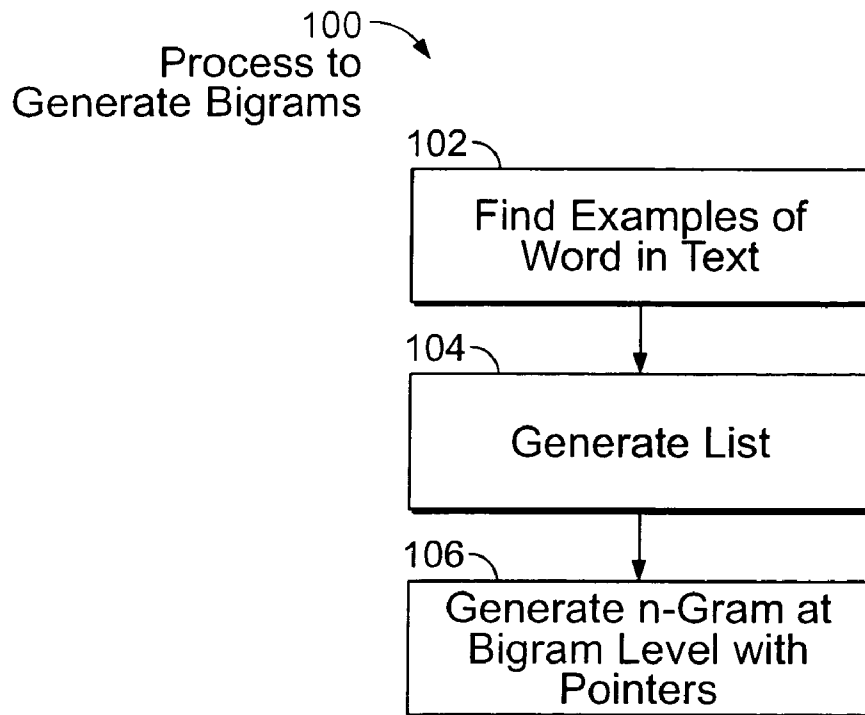 100
Process to
Generate Bigrams
102
Find Examples of
Word in Text
104
Generate List
106
Generate n-Gram at
Bigram Level with
Pointers